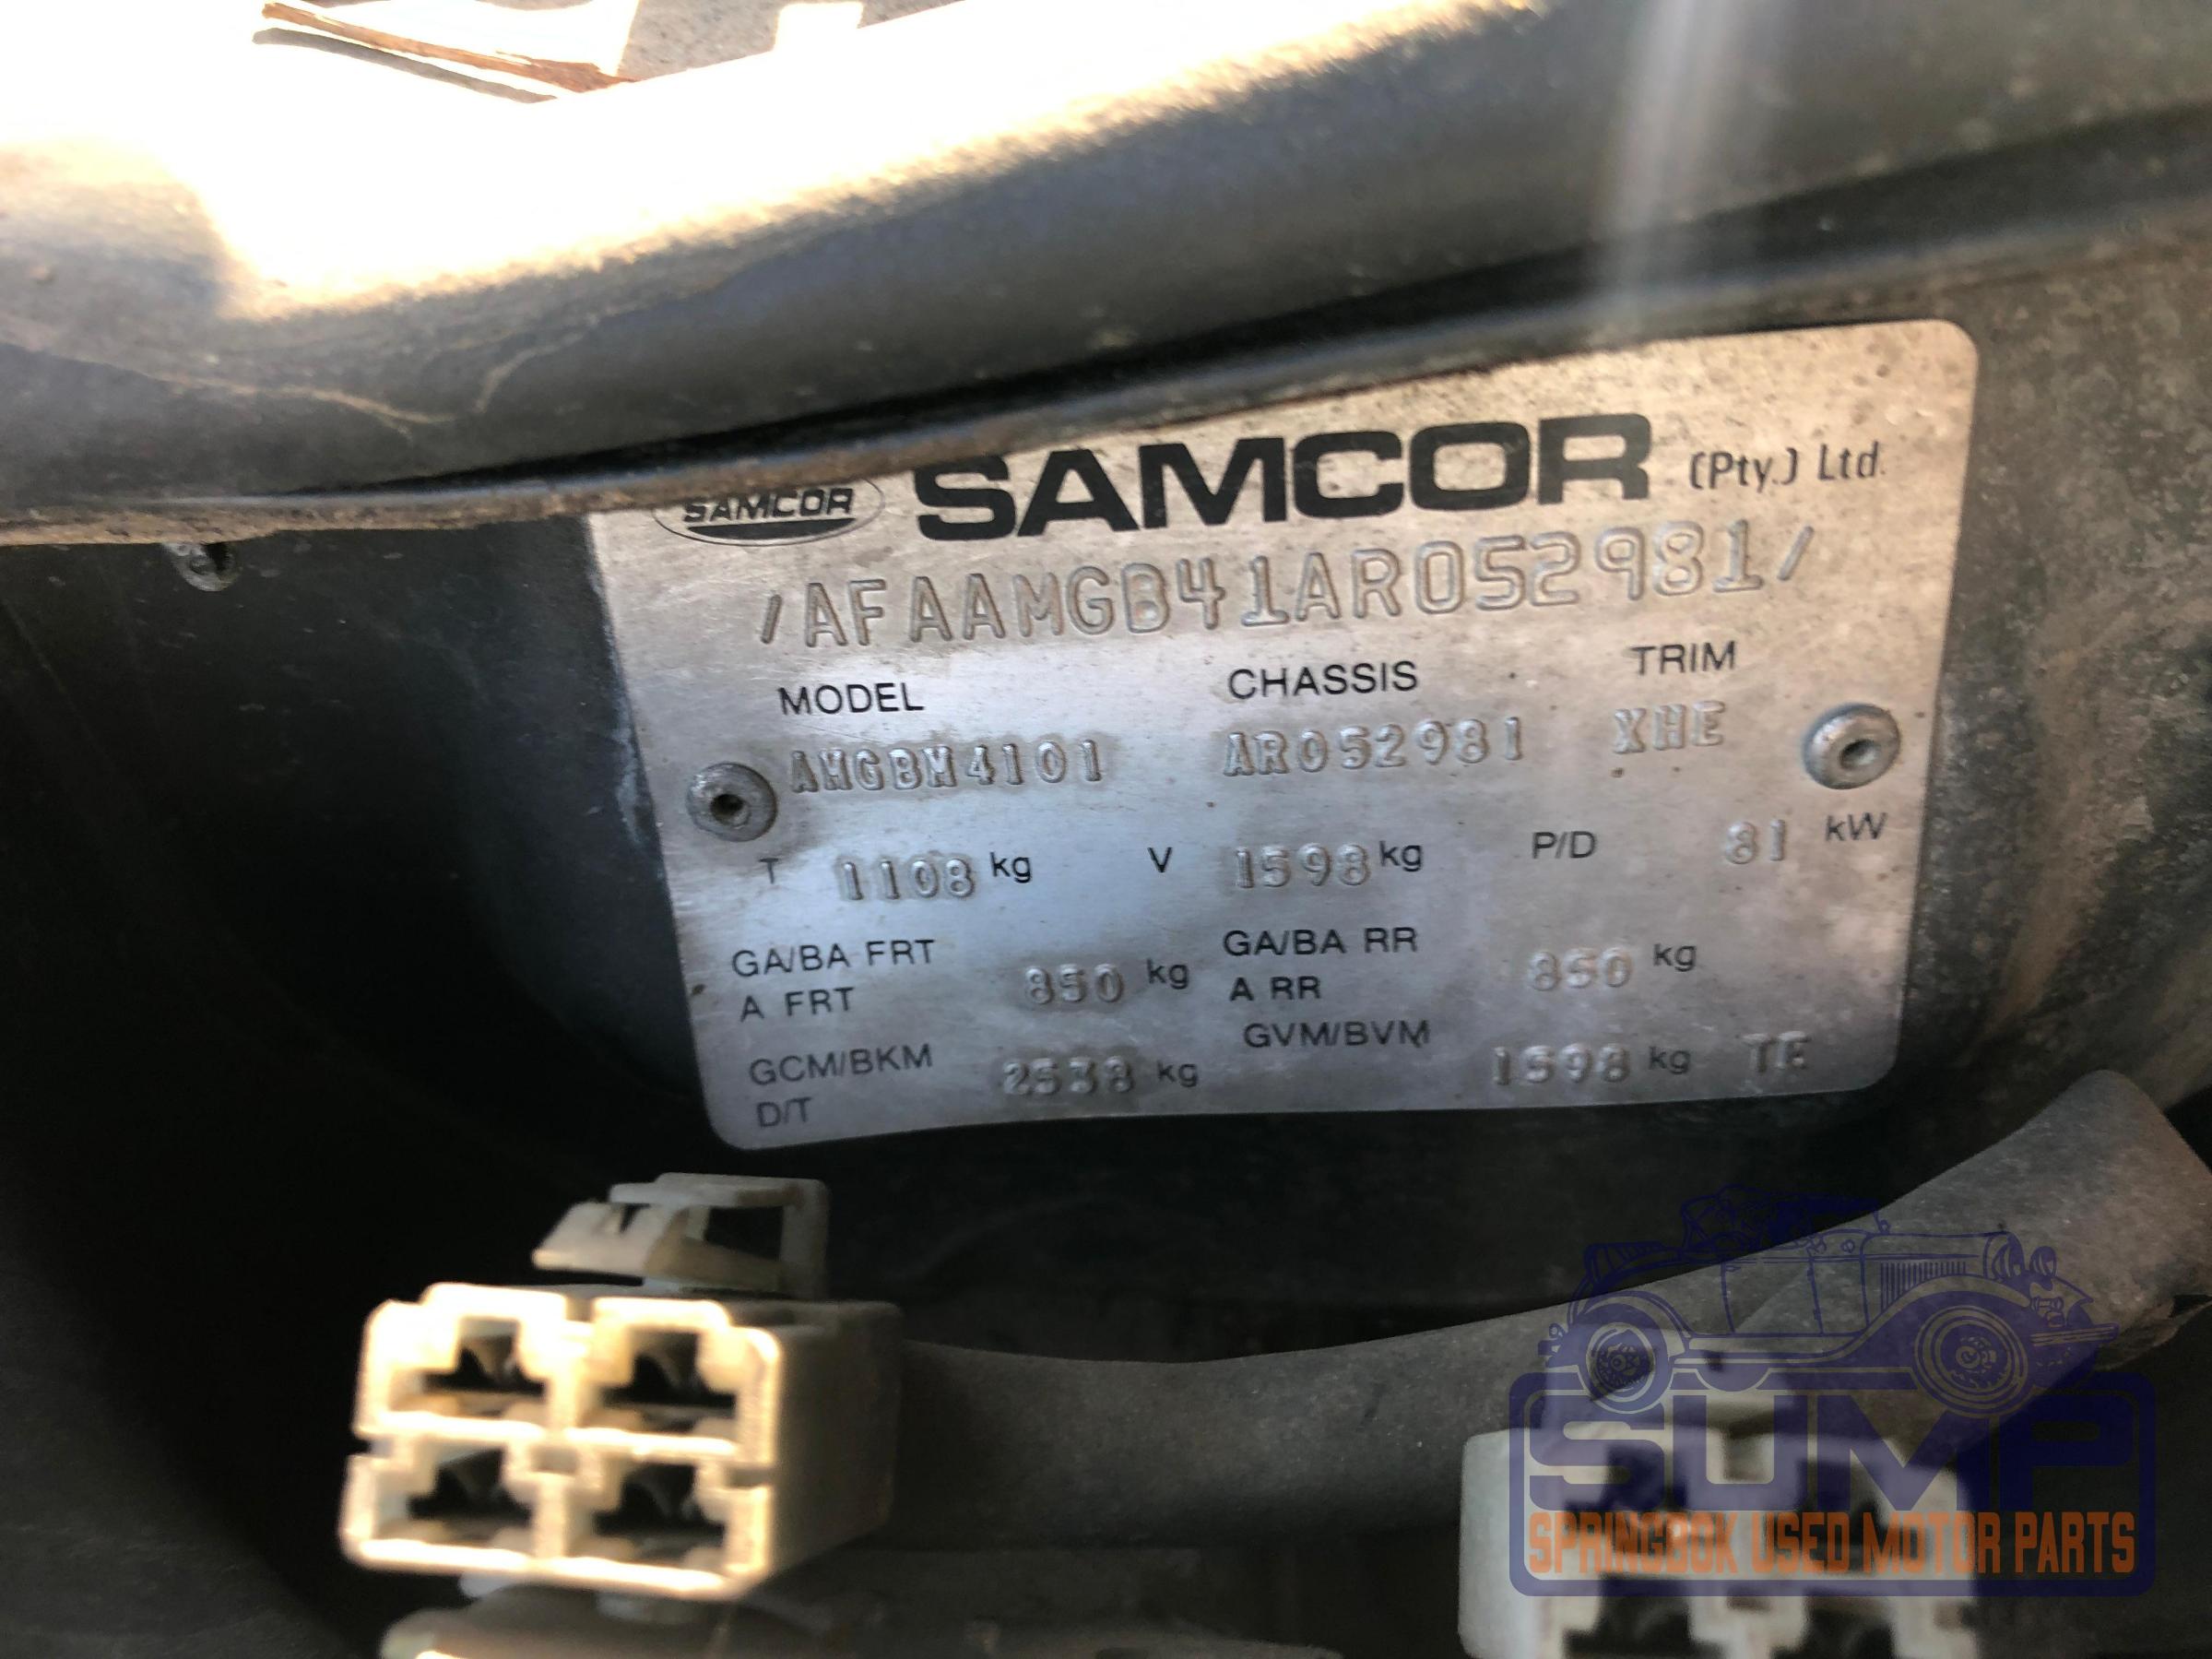 SAMCOR SAMCOR (Pty.) Ltd.
/AFAAMGB41AR052981/
MODEL CHASSIS TRIM
AMGBM4101 AR052981 XHE
T 1108 kg V 1598 kg P/D 81 kW
GA/BA FRT GA/BA RR
A FRT 850 kg A RR 850 kg
GCM/BKM 2538 kg GVM/BVM 1598 kg TE
D/T
SUMP
SPRINGBOK USED MOTOR PARTS